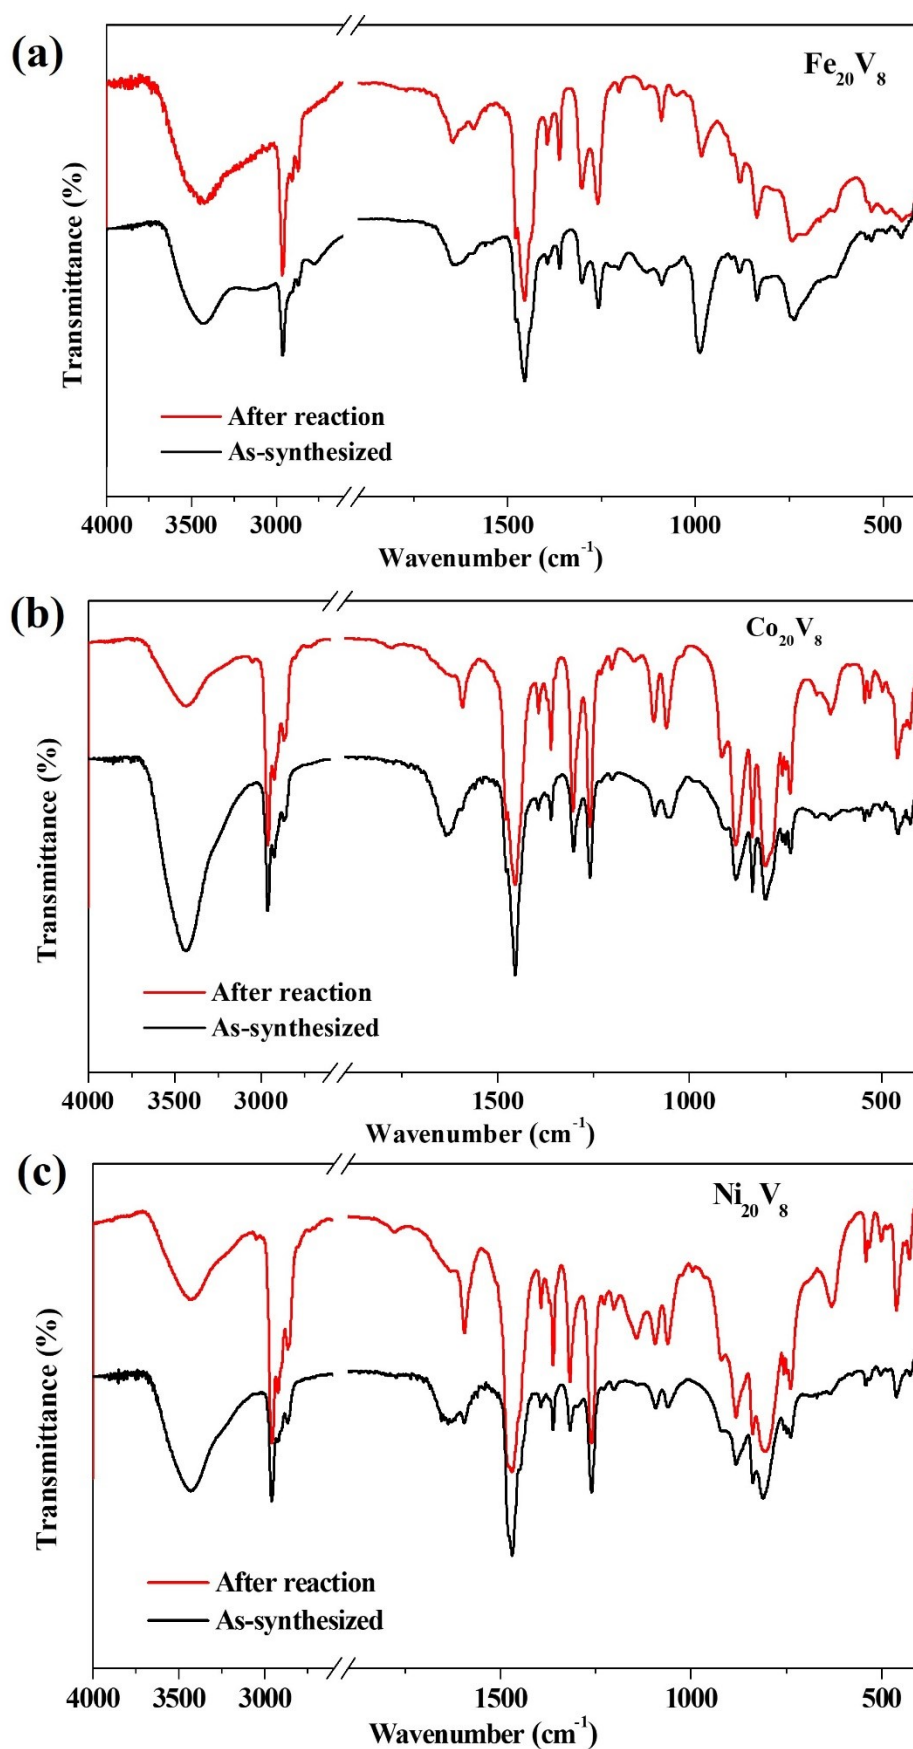 (a)
Fe₂₀V₈
Transmittance (%)
After reaction
As-synthesized
4000 3500 3000 1500 1000 500
Wavenumber (cm⁻¹)
(b)
Co₂₀V₈
Transmittance (%)
After reaction
As-synthesized
4000 3500 3000 1500 1000 500
Wavenumber (cm⁻¹)
(c)
Ni₂₀V₈
Transmittance (%)
After reaction
As-synthesized
4000 3500 3000 1500 1000 500
Wavenumber (cm⁻¹)